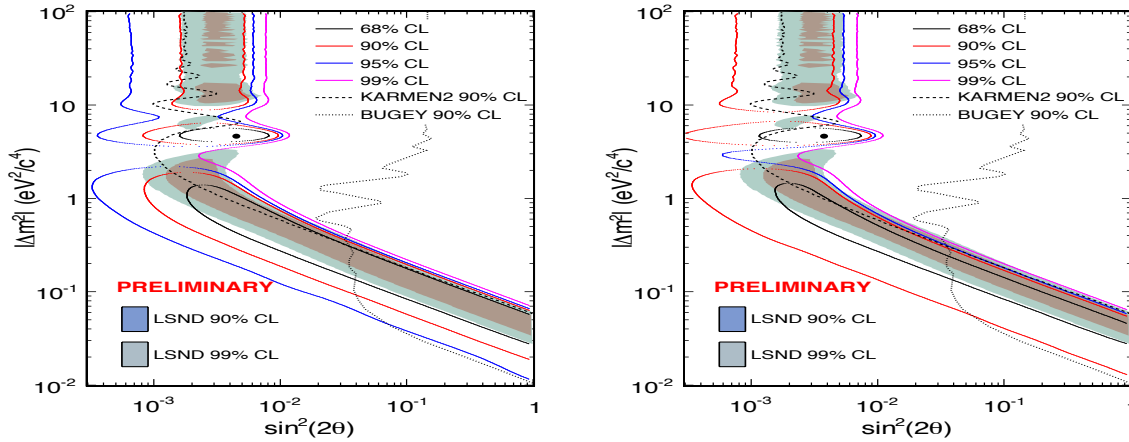 |Δm²| (eV²/c⁴)
10²
10
1
10⁻¹
10⁻²
68% CL
90% CL
95% CL
99% CL
KARMEN2 90% CL
BUGEY 90% CL
PRELIMINARY
LSND 90% CL
LSND 99% CL
10⁻³
10⁻²
10⁻¹
1
sin²(2θ)
|Δm²| (eV²/c⁴)
10²
10
1
10⁻¹
10⁻²
68% CL
90% CL
95% CL
99% CL
KARMEN2 90% CL
BUGEY 90% CL
PRELIMINARY
LSND 90% CL
LSND 99% CL
10⁻³
10⁻²
10⁻¹
1
sin²(2θ)